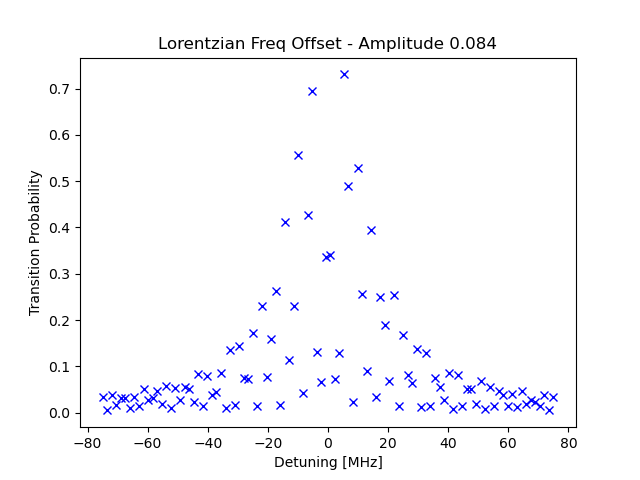 Lorentzian Freq Offset - Amplitude 0.084
0.7
0.6
0.5
0.4
0.3
0.2
0.1
0.0
Transition Probability
−80 −60 −40 −20 0 20 40 60 80
Detuning [MHz]